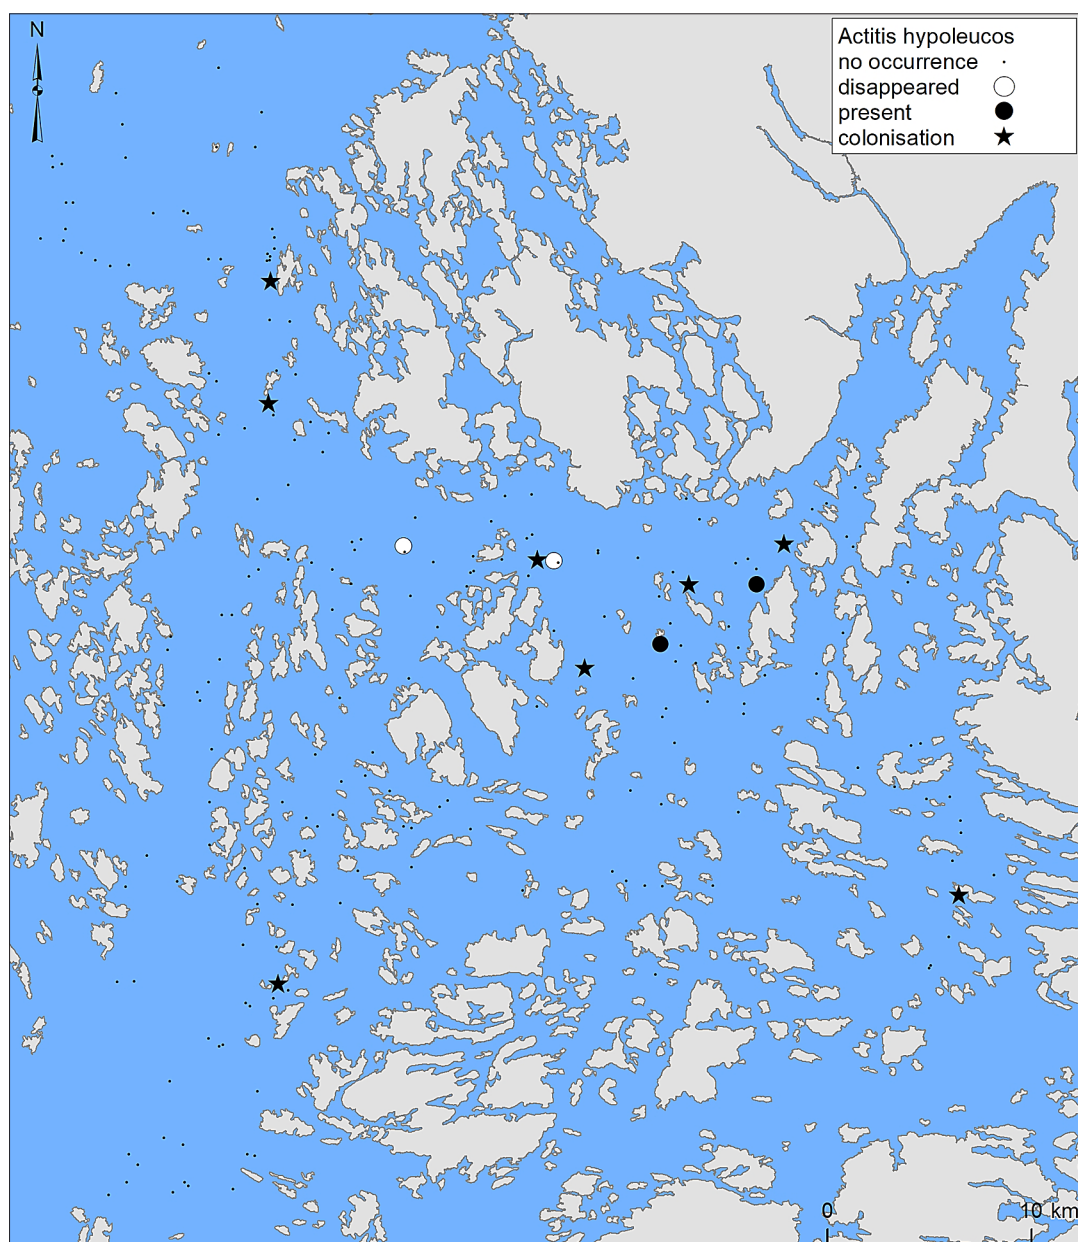 N
Actitis hypoleucos
no occurrence
disappeared
present
colonisation
0 10 km